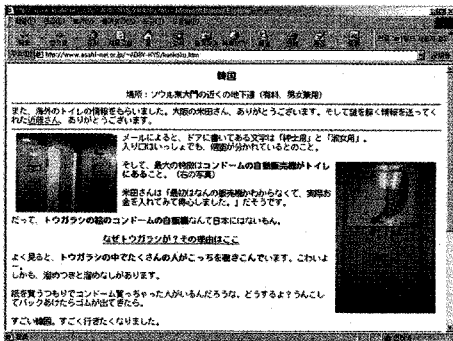 http://www.asahi-net.or.jp/~AD8Y-HYS/kankoku.htm
韓国
場所：ソウル東大門の近くの地下道（有料、男女兼用）
また、海外のトイレの情報をもらいました。大阪の米田さん、ありがとうございます。そして謎を解く情報を送ってく
れた近藤さん、ありがとうございます。
メールによると、ドアに書いてある文字は「紳士用」と「淑女用」。
入り口はいっしょでも、個室が分かれているとのこと。
そして、最大の特徴はコンドームの自動販売機がトイレ
にあること。（右の写真）
米田さんは「最初はなんの販売機かわからなくて、実際お
金を入れてみて得心しました。」だそうです。
だって、トウガラシの絵のコンドームの自販機なんて日本にはないもん。
なぜトウガラシが？その理由はここ
よく見ると、トウガラシの中でたくさんの人がこっちを覗きこんでいます。こわいよ
ー。
しかも、溜めつきと溜めなしがあります。
紙を買うつもりでコンドーム買っちゃった人がいるんだろうな。どうするよ？うんこし
てパックあけたらゴムが出てきたら。
すごい韓国。すごく行きたくなりました。